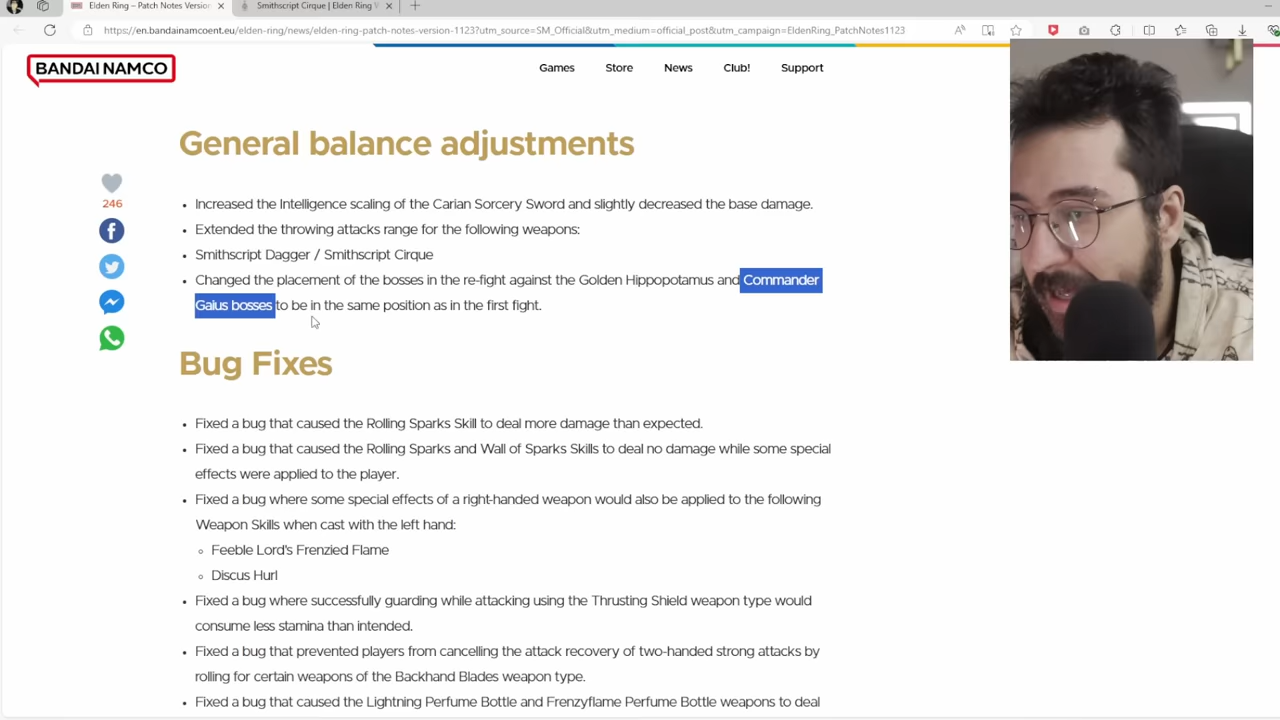 Elden Ring – Patch Notes Version
Smithscript Cirque | Elden Ring W
https://en.bandainamcoent.eu/elden-ring/news/elden-ring-patch-notes-version-1123?utm_source=SM_Official&utm_medium=official_post&utm_campaign=EldenRing_PatchNotes1123
BANDAI NAMCO
Games Store News Club! Support
General balance adjustments
246
• Increased the Intelligence scaling of the Carian Sorcery Sword and slightly decreased the base damage.
• Extended the throwing attacks range for the following weapons:
• Smithscript Dagger / Smithscript Cirque
• Changed the placement of the bosses in the re-fight against the Golden Hippopotamus and Commander
Gaius bosses to be in the same position as in the first fight.
Bug Fixes
• Fixed a bug that caused the Rolling Sparks Skill to deal more damage than expected.
• Fixed a bug that caused the Rolling Sparks and Wall of Sparks Skills to deal no damage while some special
effects were applied to the player.
• Fixed a bug where some special effects of a right-handed weapon would also be applied to the following
Weapon Skills when cast with the left hand:
◦ Feeble Lord's Frenzied Flame
◦ Discus Hurl
• Fixed a bug where successfully guarding while attacking using the Thrusting Shield weapon type would
consume less stamina than intended.
• Fixed a bug that prevented players from cancelling the attack recovery of two-handed strong attacks by
rolling for certain weapons of the Backhand Blades weapon type.
• Fixed a bug that caused the Lightning Perfume Bottle and Frenzyflame Perfume Bottle weapons to deal